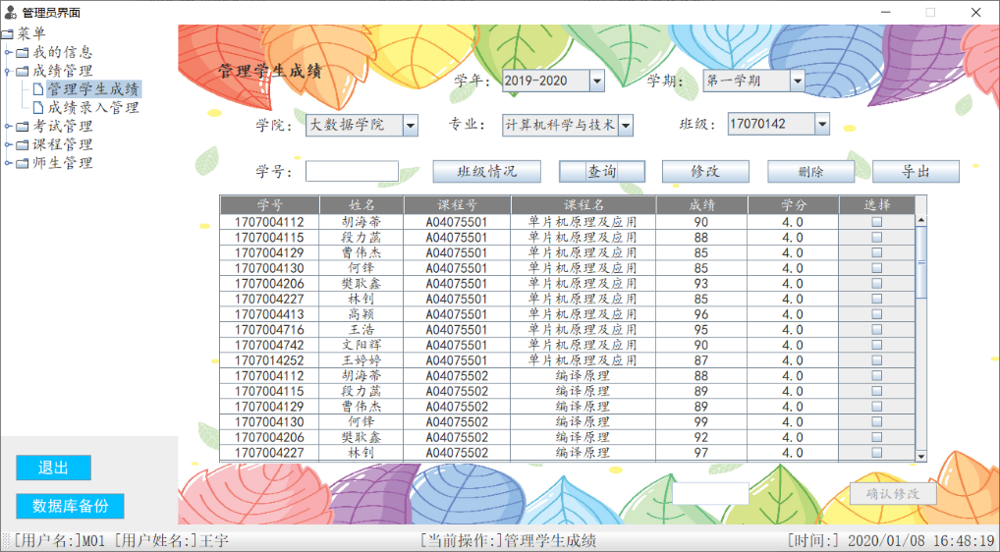 管理员界面
菜单
我的信息
成绩管理
管理学生成绩
成绩录入管理
考试管理
课程管理
师生管理
退出
数据库备份
管理学生成绩 学年： 2019-2020 学期： 第一学期
学院： 大数据学院 专业： 计算机科学与技术 班级： 17070142
学号： 班级情况 查询 修改 删除 导出
学号 姓名 课程号 课程名 成绩 学分 选择
1707004112 胡海蒂 A04075501 单片机原理及应用 90 4.0
1707004115 段力菡 A04075501 单片机原理及应用 88 4.0
1707004129 曹伟杰 A04075501 单片机原理及应用 85 4.0
1707004130 何锋 A04075501 单片机原理及应用 85 4.0
1707004206 樊耿鑫 A04075501 单片机原理及应用 93 4.0
1707004227 林钊 A04075501 单片机原理及应用 85 4.0
1707004413 高颖 A04075501 单片机原理及应用 96 4.0
1707004716 王浩 A04075501 单片机原理及应用 95 4.0
1707004742 文阳辉 A04075501 单片机原理及应用 90 4.0
1707014252 王婷婷 A04075501 单片机原理及应用 87 4.0
1707004112 胡海蒂 A04075502 编译原理 88 4.0
1707004115 段力菡 A04075502 编译原理 89 4.0
1707004129 曹伟杰 A04075502 编译原理 89 4.0
1707004130 何锋 A04075502 编译原理 99 4.0
1707004206 樊耿鑫 A04075502 编译原理 92 4.0
1707004227 林钊 A04075502 编译原理 97 4.0
确认修改
[用户名:]M01 [用户姓名:]王宇 [当前操作:]管理学生成绩 [时间:] 2020/01/08 16:48:19